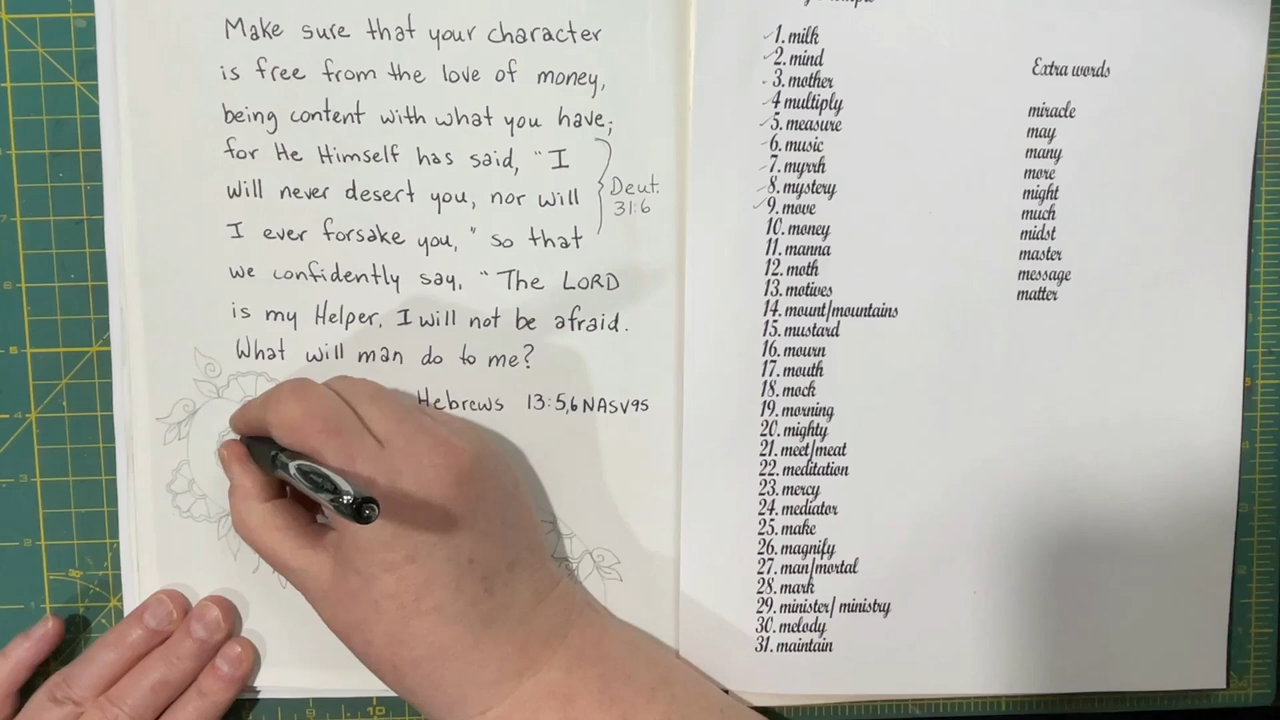 Make sure that your character
is free from the love of money,
being content with what you have;
for He Himself has said, "I
will never desert you, nor will
I ever forsake you," so that
we confidently say, "The LORD
is my Helper, I will not be afraid.
What will man do to me?
Hebrews 13:5,6 NASV95
Deut.
31:6
1. milk
2. mind
3. mother
4 multiply
5. measure
6. music
7. myrrh
8. mystery
9. move
10. money
11. manna
12. moth
13. motives
14. mount/mountains
15. mustard
16. mourn
17. mouth
18. mock
19. morning
20. mighty
21. meet/meat
22. meditation
23. mercy
24. mediator
25. make
26. magnify
27. man/mortal
28. mark
29. minister/ ministry
30. melody
31. maintain
Extra words
miracle
may
many
more
might
much
midst
master
message
matter